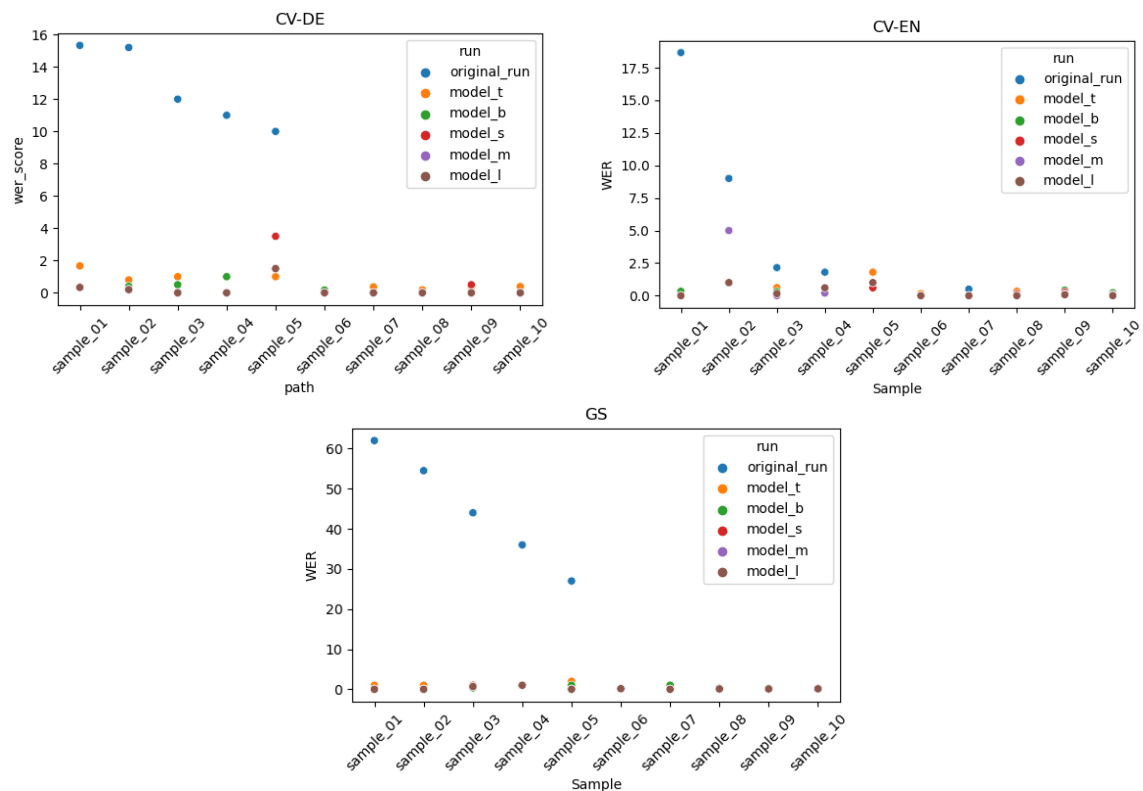 CV-DE
wer_score
16
14
12
10
8
6
4
2
0
run
original_run
model_t
model_b
model_s
model_m
model_l
sample_01
sample_02
sample_03
sample_04
sample_05
sample_06
sample_07
sample_08
sample_09
sample_10
path
CV-EN
WER
17.5
15.0
12.5
10.0
7.5
5.0
2.5
0.0
run
original_run
model_t
model_b
model_s
model_m
model_l
sample_01
sample_02
sample_03
sample_04
sample_05
sample_06
sample_07
sample_08
sample_09
sample_10
Sample
GS
WER
60
50
40
30
20
10
0
run
original_run
model_t
model_b
model_s
model_m
model_l
sample_01
sample_02
sample_03
sample_04
sample_05
sample_06
sample_07
sample_08
sample_09
sample_10
Sample